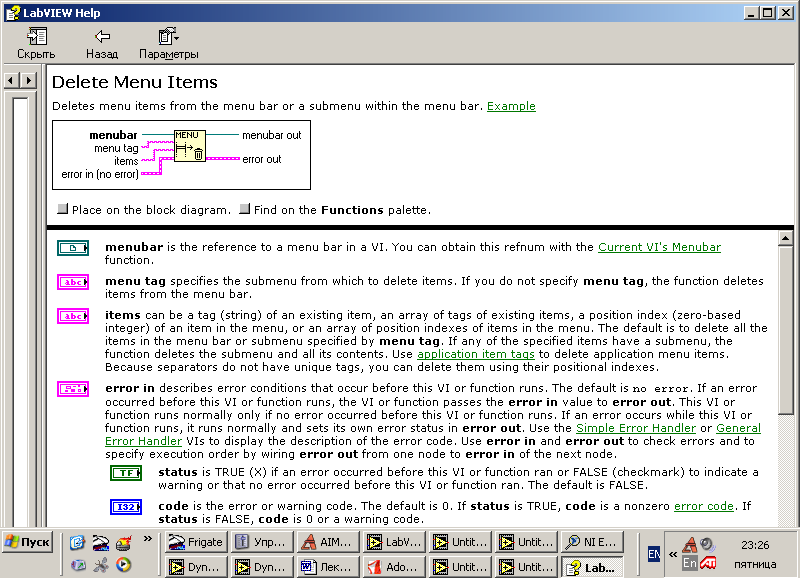 LabVIEW Help
Скрыть Назад Параметры
Delete Menu Items
Deletes menu items from the menu bar or a submenu within the menu bar. Example
menubar MENU menubar out
menu tag
items error out
error in (no error)
Place on the block diagram. Find on the Functions palette.
menubar is the reference to a menu bar in a VI. You can obtain this refnum with the Current VI's Menubar
function.
abc menu tag specifies the submenu from which to delete items. If you do not specify menu tag, the function deletes
items from the menu bar.
abc items can be a tag (string) of an existing item, an array of tags of existing items, a position index (zero-based
integer) of an item in the menu, or an array of position indexes of items in the menu. The default is to delete all the
items in the menu bar or submenu specified by menu tag. If any of the specified items have a submenu, the
function deletes the submenu and all its contents. Use application item tags to delete application menu items.
Because separators do not have unique tags, you can delete them using their positional indexes.
error in describes error conditions that occur before this VI or function runs. The default is no error. If an error
occurred before this VI or function runs, the VI or function passes the error in value to error out. This VI or
function runs normally only if no error occurred before this VI or function runs. If an error occurs while this VI or
function runs, it runs normally and sets its own error status in error out. Use the Simple Error Handler or General
Error Handler VIs to display the description of the error code. Use error in and error out to check errors and to
specify execution order by wiring error out from one node to error in of the next node.
TF status is TRUE (X) if an error occurred before this VI or function ran or FALSE (checkmark) to indicate a
warning or that no error occurred before this VI or function ran. The default is FALSE.
I32 code is the error or warning code. The default is 0. If status is TRUE, code is a nonzero error code. If
status is FALSE, code is 0 or a warning code.
Пуск » Frigate Упр... AIM... LabV... Untit... Untit... NI E... EN « 23:26
Dyn... Dyn... Лек... Ado... Untit... Untit... Lab... En пятница